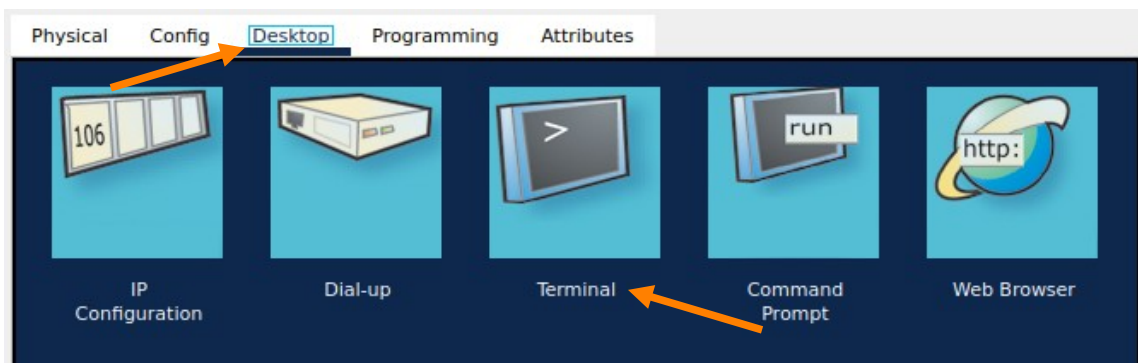 Physical Config Desktop Programming Attributes
106
>
run
http:
IP
Configuration
Dial-up
Terminal
Command
Prompt
Web Browser